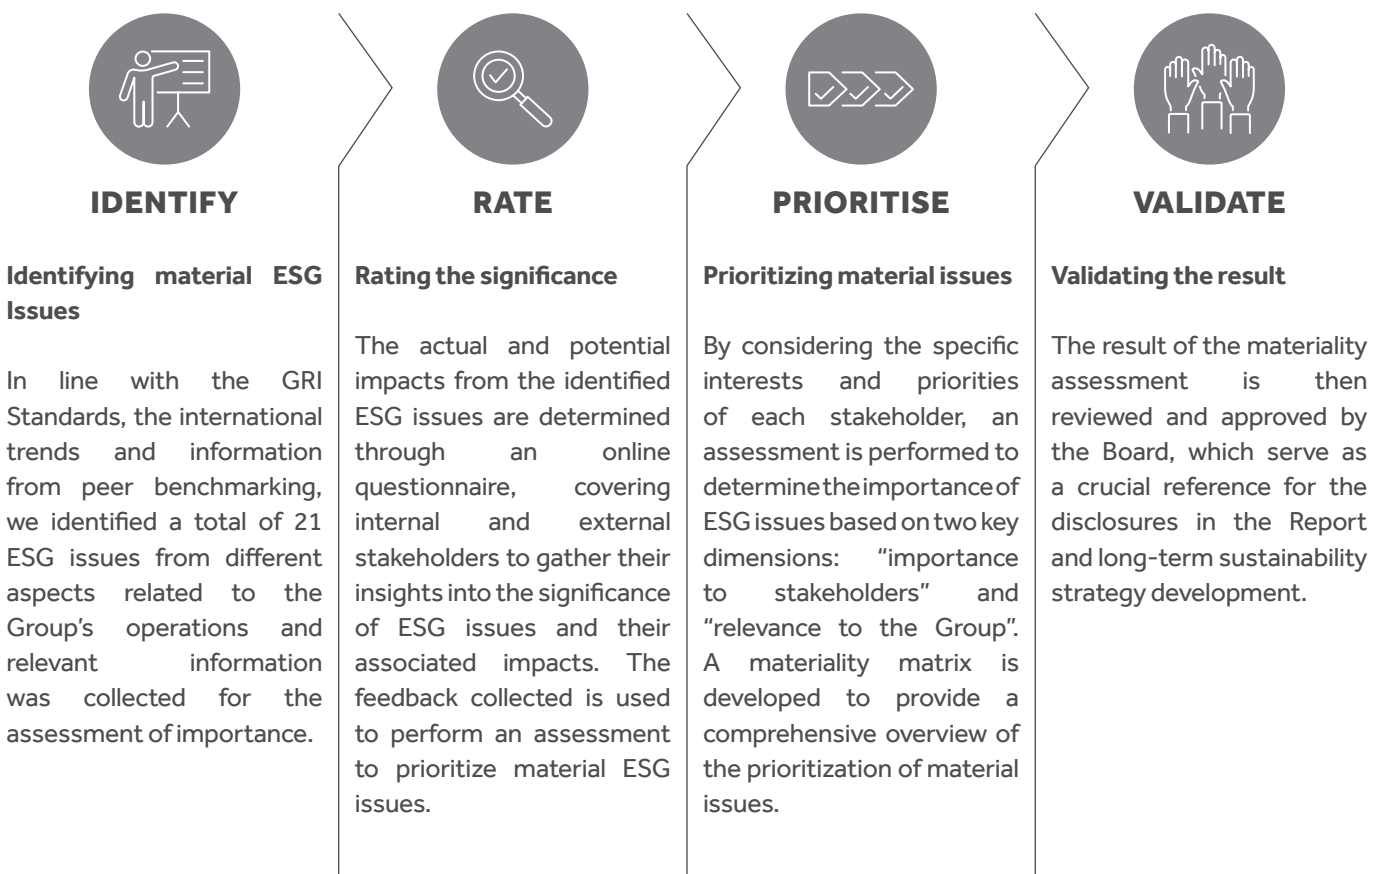 IDENTIFY
Identifying material ESG
Issues
In line with the GRI
Standards, the international
trends and information
from peer benchmarking,
we identified a total of 21
ESG issues from different
aspects related to the
Group’s operations and
relevant information
was collected for the
assessment of importance.
RATE
Rating the significance
The actual and potential
impacts from the identified
ESG issues are determined
through an online
questionnaire, covering
internal and external
stakeholders to gather their
insights into the significance
of ESG issues and their
associated impacts. The
feedback collected is used
to perform an assessment
to prioritize material ESG
issues.
PRIORITISE
Prioritizing material issues
By considering the specific
interests and priorities
of each stakeholder, an
assessment is performed to
determine the importance of
ESG issues based on two key
dimensions: “importance
to stakeholders” and
“relevance to the Group”.
A materiality matrix is
developed to provide a
comprehensive overview of
the prioritization of material
issues.
VALIDATE
Validating the result
The result of the materiality
assessment is then
reviewed and approved by
the Board, which serve as
a crucial reference for the
disclosures in the Report
and long-term sustainability
strategy development.